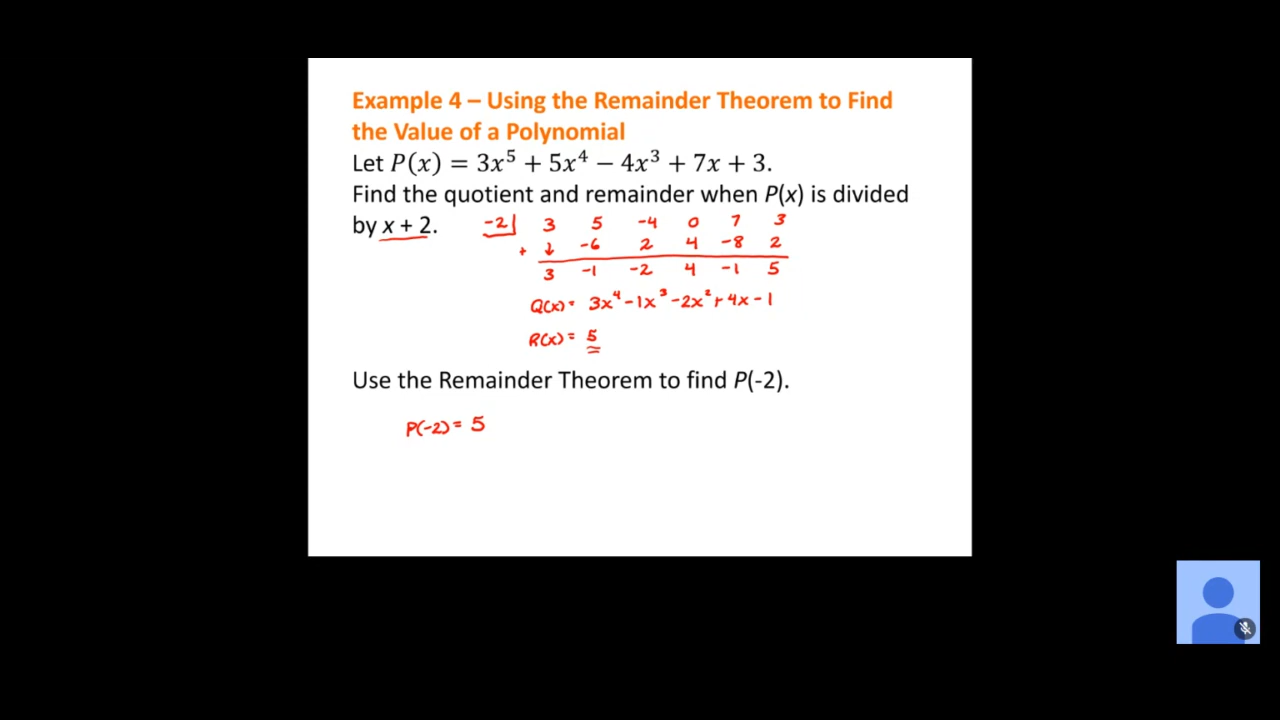 Example 4 – Using the Remainder Theorem to Find
the Value of a Polynomial
Let P(x) = 3x⁵ + 5x⁴ − 4x³ + 7x + 3.
Find the quotient and remainder when P(x) is divided
by x + 2. -2| 3 5 -4 0 7 3
+ ↓ -6 2 4 -8 2
3 -1 -2 4 -1 5
Q(x) = 3x⁴ - 1x³ - 2x² + 4x - 1
R(x) = 5
Use the Remainder Theorem to find P(-2).
P(-2) = 5